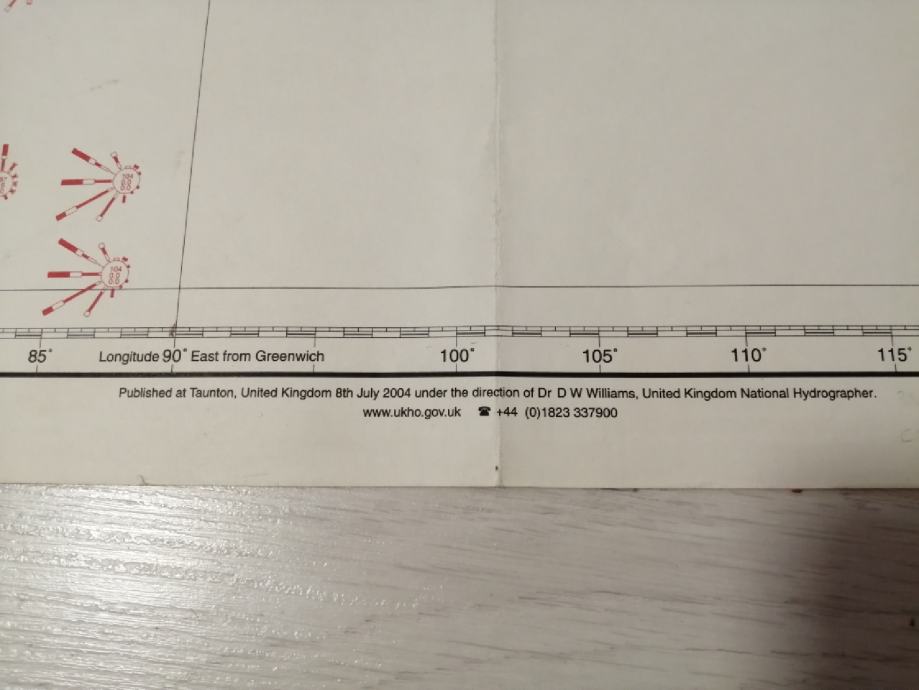 85° Longitude 90° East from Greenwich 100° 105° 110° 115°
Published at Taunton, United Kingdom 8th July 2004 under the direction of Dr D W Williams, United Kingdom National Hydrographer.
www.ukho.gov.uk ☎ +44 (0)1823 337900